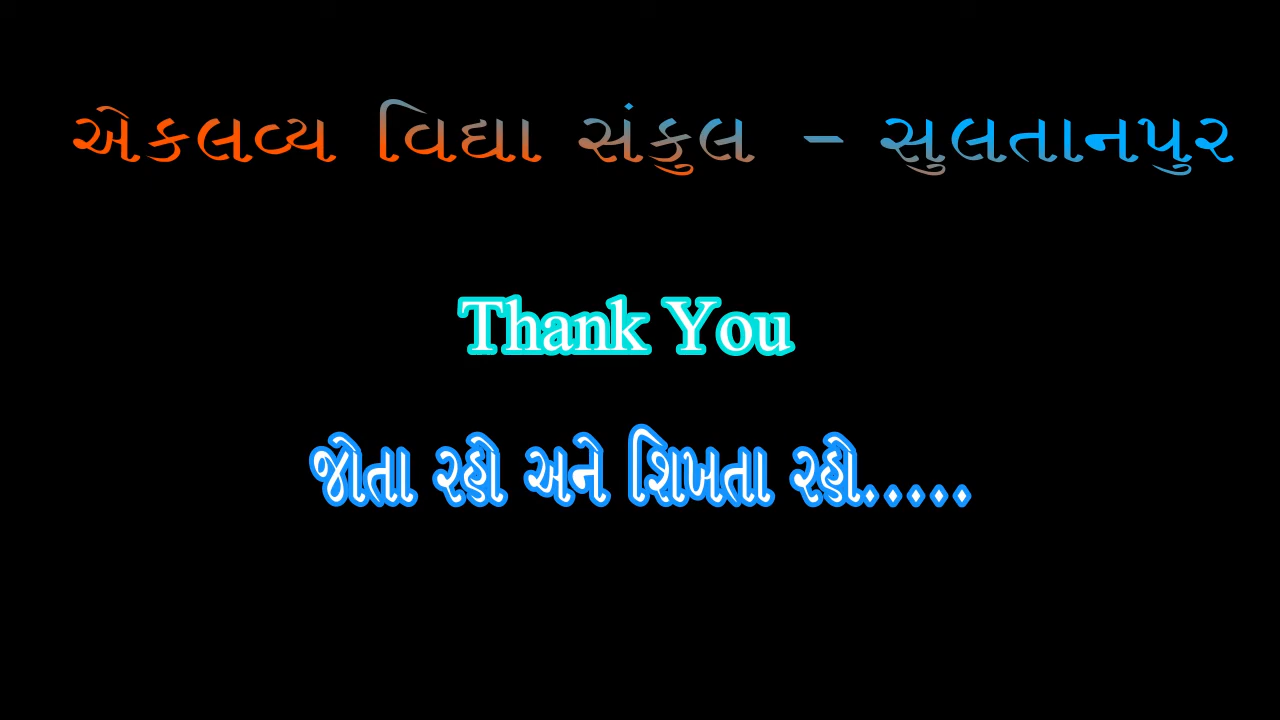 એકલવ્ય વિદ્યા સંકુલ - સુલતાનપુર
Thank You
જોતા રહો અને શિખતા રહો.....